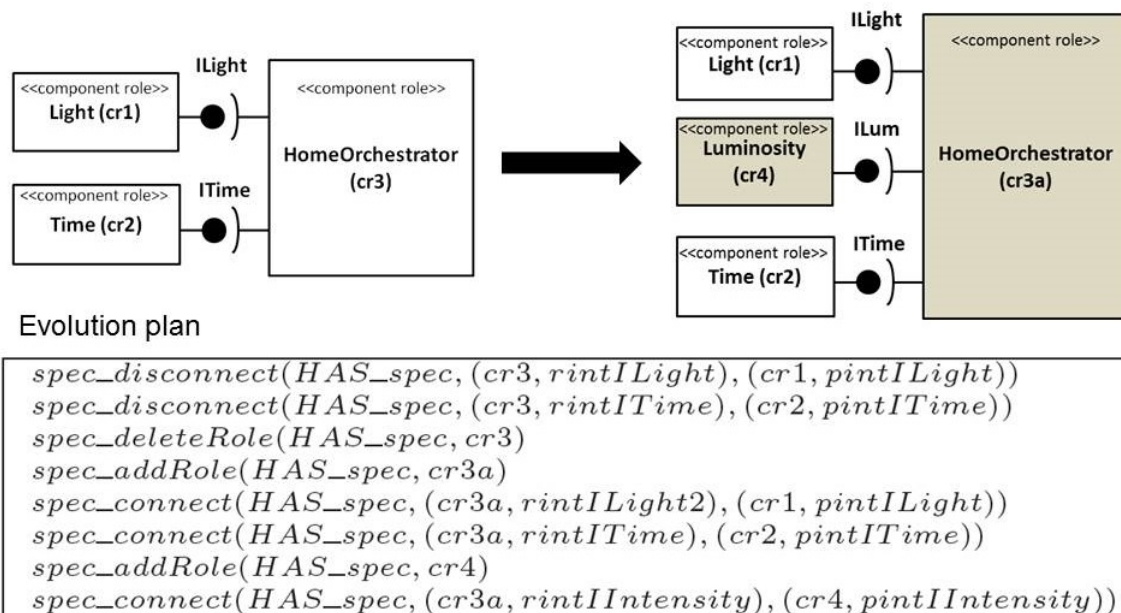 ILight
<<component role>>
Light (cr1)
<<component role>>
HomeOrchestrator
(cr3)
ITime
<<component role>>
Time (cr2)
ILight
<<component role>>
Light (cr1)
<<component role>>
ILum
<<component role>>
Luminosity
(cr4)
HomeOrchestrator
(cr3a)
ITime
<<component role>>
Time (cr2)
Evolution plan
spec_disconnect(HAS_spec, (cr3, rintILight), (cr1, pintILight))
spec_disconnect(HAS_spec, (cr3, rintITime), (cr2, pintITime))
spec_deleteRole(HAS_spec, cr3)
spec_addRole(HAS_spec, cr3a)
spec_connect(HAS_spec, (cr3a, rintILight2), (cr1, pintILight))
spec_connect(HAS_spec, (cr3a, rintITime), (cr2, pintITime))
spec_addRole(HAS_spec, cr4)
spec_connect(HAS_spec, (cr3a, rintIIntensity), (cr4, pintIIntensity))